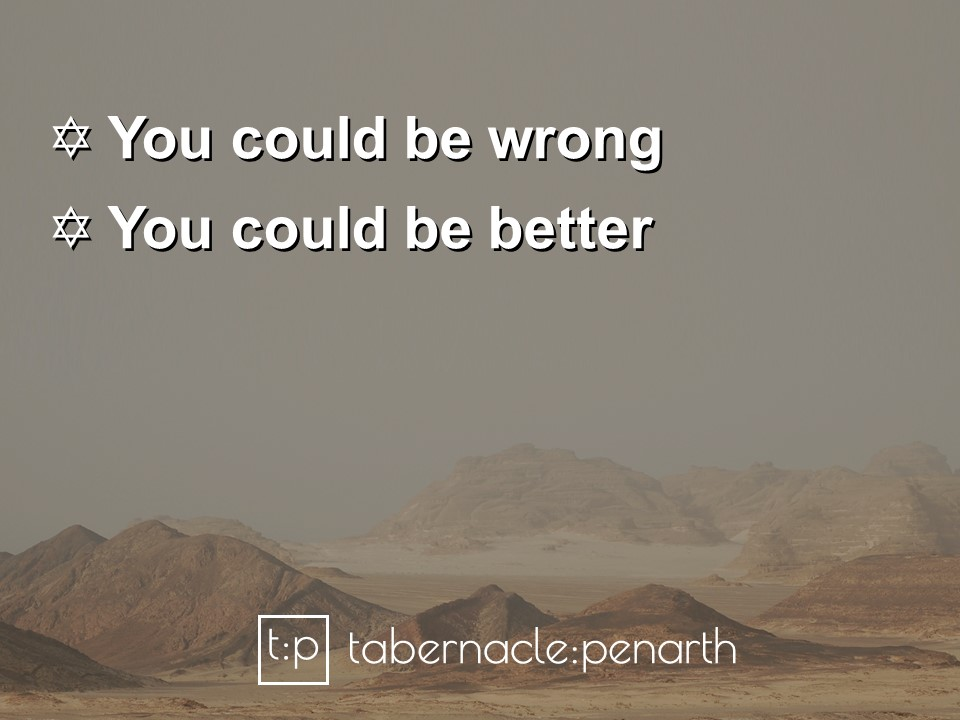 ✡ You could be wrong
✡ You could be better
t:p tabernacle:penarth